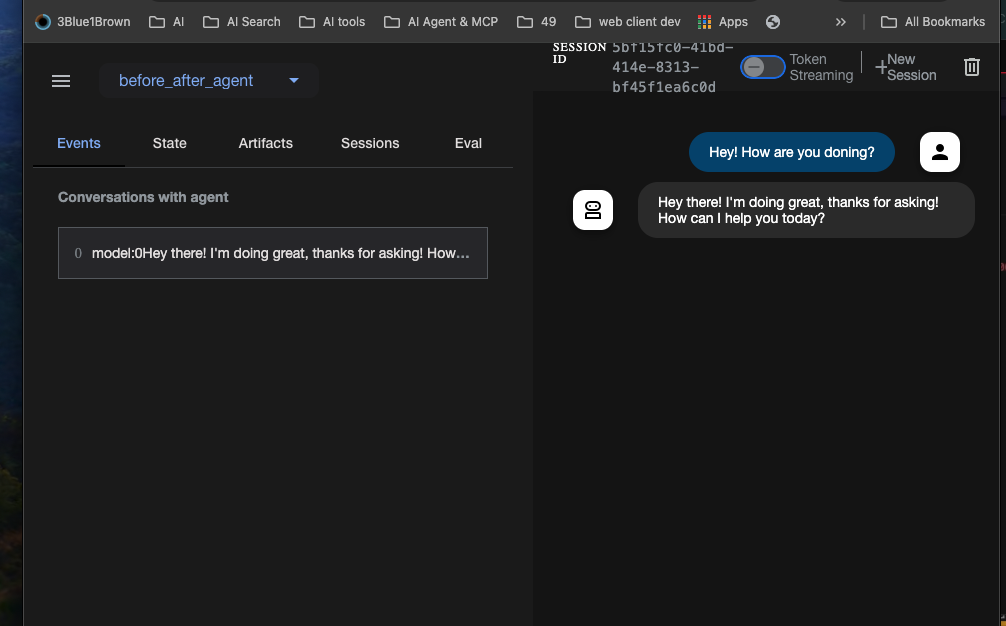 3Blue1Brown AI AI Search AI tools AI Agent & MCP 49 web client dev Apps » All Bookmarks
before_after_agent
SESSION ID
5bf15fc0-41bd-
414e-8313-
bf45f1ea6c0d
Token
Streaming
New
Session
Events State Artifacts Sessions Eval
Conversations with agent
0 model:0Hey there! I'm doing great, thanks for asking! How...
Hey! How are you doning?
Hey there! I'm doing great, thanks for asking!
How can I help you today?